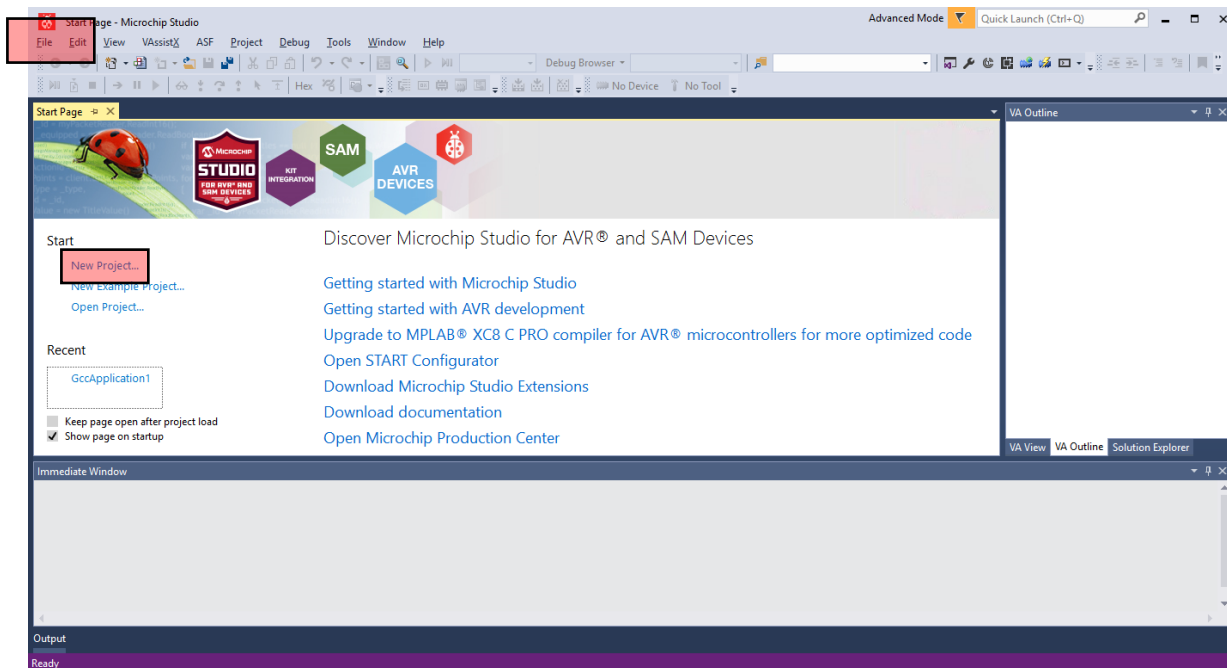 Start Page - Microchip Studio
Advanced Mode
Quick Launch (Ctrl+Q)
File Edit View VAssistX ASF Project Debug Tools Window Help
Debug Browser
Hex
No Device
No Tool
Start Page
VA Outline
MICROCHIP
STUDIO
FOR AVR® AND
SAM DEVICES
KIT
INTEGRATION
SAM
AVR
DEVICES
Start
New Project...
New Example Project...
Open Project...
Recent
GccApplication1
Keep page open after project load
Show page on startup
Discover Microchip Studio for AVR® and SAM Devices
Getting started with Microchip Studio
Getting started with AVR development
Upgrade to MPLAB® XC8 C PRO compiler for AVR® microcontrollers for more optimized code
Open START Configurator
Download Microchip Studio Extensions
Download documentation
Open Microchip Production Center
VA View VA Outline Solution Explorer
Immediate Window
Output
Ready